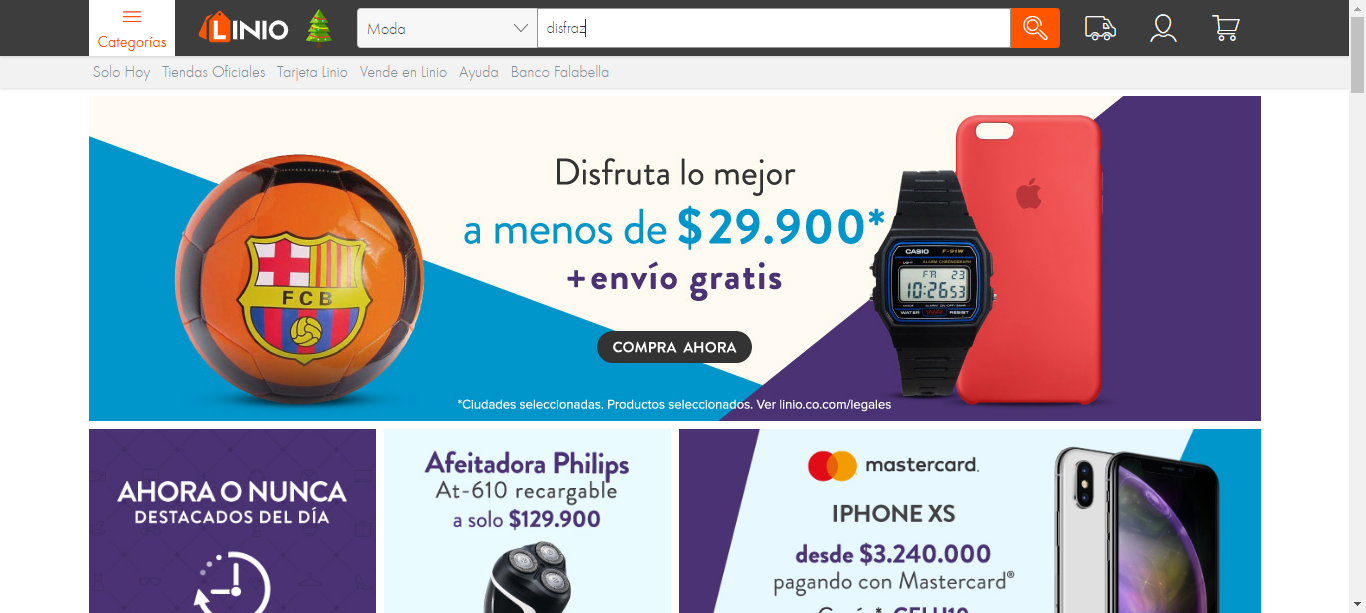 Categorías
LINIO
Moda
disfraz
Solo Hoy Tiendas Oficiales Tarjeta Linio Vende en Linio Ayuda Banco Falabella
Disfruta lo mejor
a menos de $29.900*
+envío gratis
COMPRA AHORA
*Ciudades seleccionadas. Productos seleccionados. Ver linio.co.com/legales
FCB
CASIO F-91W
LIGHT ALARM CHRONOGRAPH
FR 23
10:26 53
WATER RESIST
AHORA O NUNCA
DESTACADOS DEL DÍA
Afeitadora Philips
At-610 recargable
a solo $129.900
mastercard.
IPHONE XS
desde $3.240.000
pagando con Mastercard®